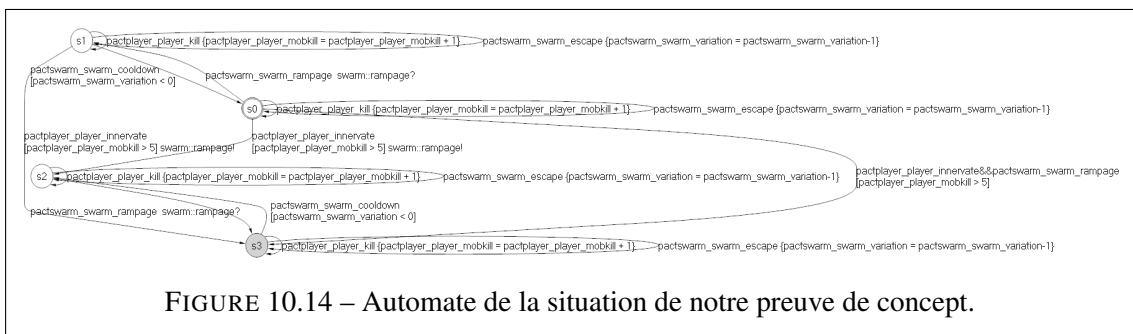 s1 pactplayer_player_kill {pactplayer_player_mobkill = pactplayer_player_mobkill + 1} pactswarm_swarm_escape {pactswarm_swarm_variation = pactswarm_swarm_variation-1}
pactswarm_swarm_cooldown
[pactswarm_swarm_variation < 0]
pactswarm_swarm_rampage swarm::rampage?
s0 pactplayer_player_kill {pactplayer_player_mobkill = pactplayer_player_mobkill + 1} pactswarm_swarm_escape {pactswarm_swarm_variation = pactswarm_swarm_variation-1}
pactplayer_player_innervate
[pactplayer_player_mobkill > 5] swarm::rampage!
pactplayer_player_innervate
[pactplayer_player_mobkill > 5] swarm::rampage!
s2 pactplayer_player_kill {pactplayer_player_mobkill = pactplayer_player_mobkill + 1} pactswarm_swarm_escape {pactswarm_swarm_variation = pactswarm_swarm_variation-1}
pactplayer_player_innervate&&pactswarm_swarm_rampage
[pactplayer_player_mobkill > 5]
pactswarm_swarm_rampage swarm::rampage?
pactswarm_swarm_cooldown
[pactswarm_swarm_variation < 0]
s3 pactplayer_player_kill {pactplayer_player_mobkill = pactplayer_player_mobkill + 1} pactswarm_swarm_escape {pactswarm_swarm_variation = pactswarm_swarm_variation-1}
FIGURE 10.14 – Automate de la situation de notre preuve de concept.